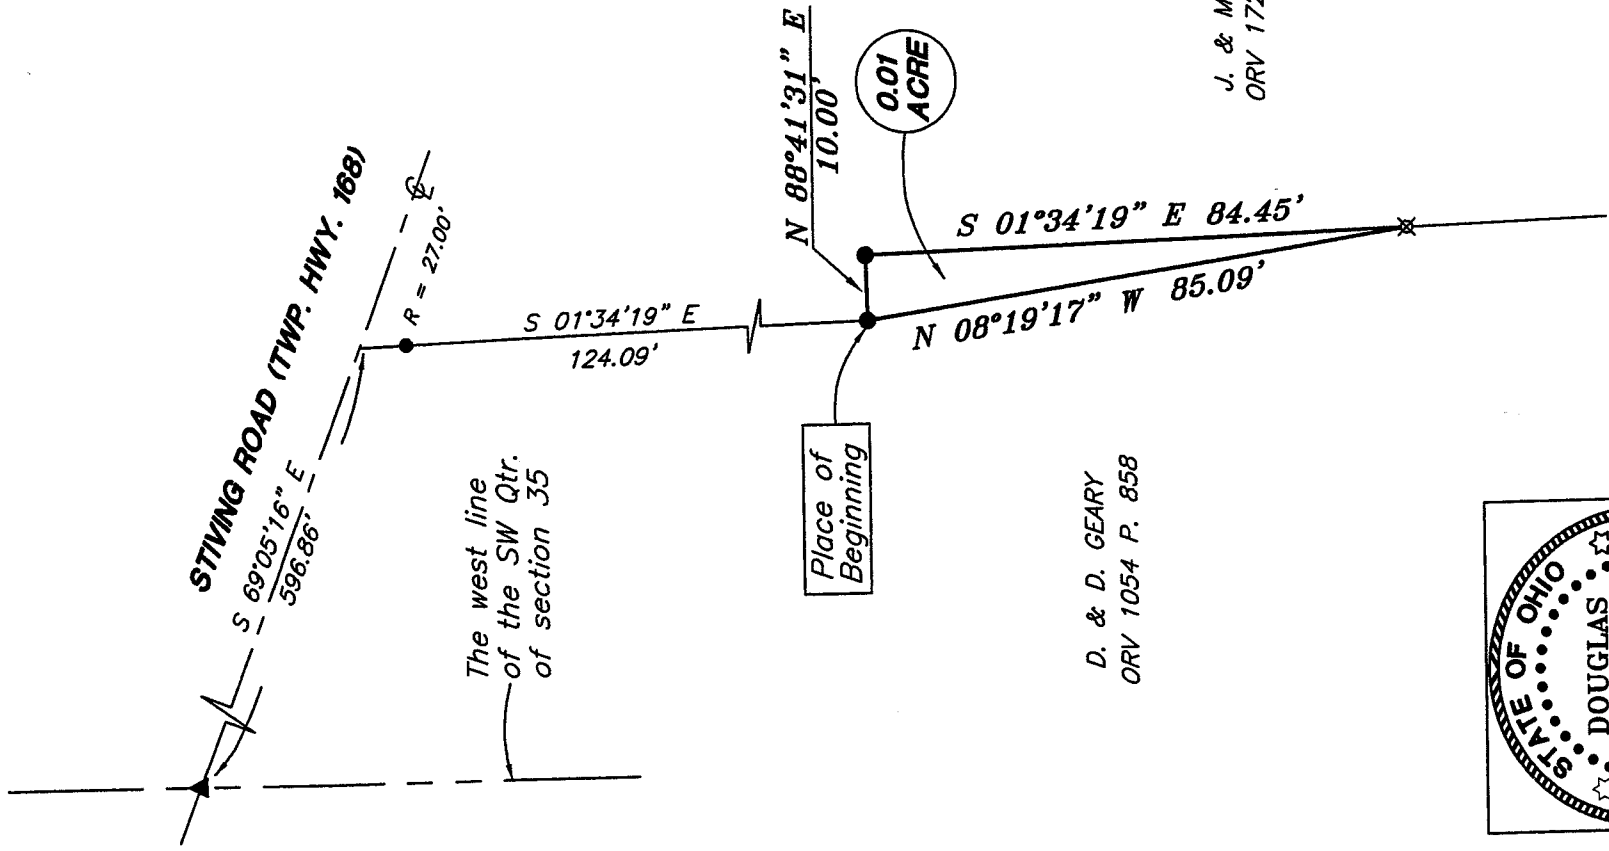 STIVING ROAD (TWP. HWY. 168)
S 69°05'16" E
596.86'
R = 27.00'
S 01°34'19" E
124.09'
The west line
of the SW Qtr.
of section 35
N 88°41'31" E
10.00'
0.01
ACRE
S 01°34'19" E 84.45'
N 08°19'17" W 85.09'
Place of
Beginning
J. & M
ORV 172
D. & D. GEARY
ORV 1054 P. 858
STATE OF OHIO
DOUGLAS